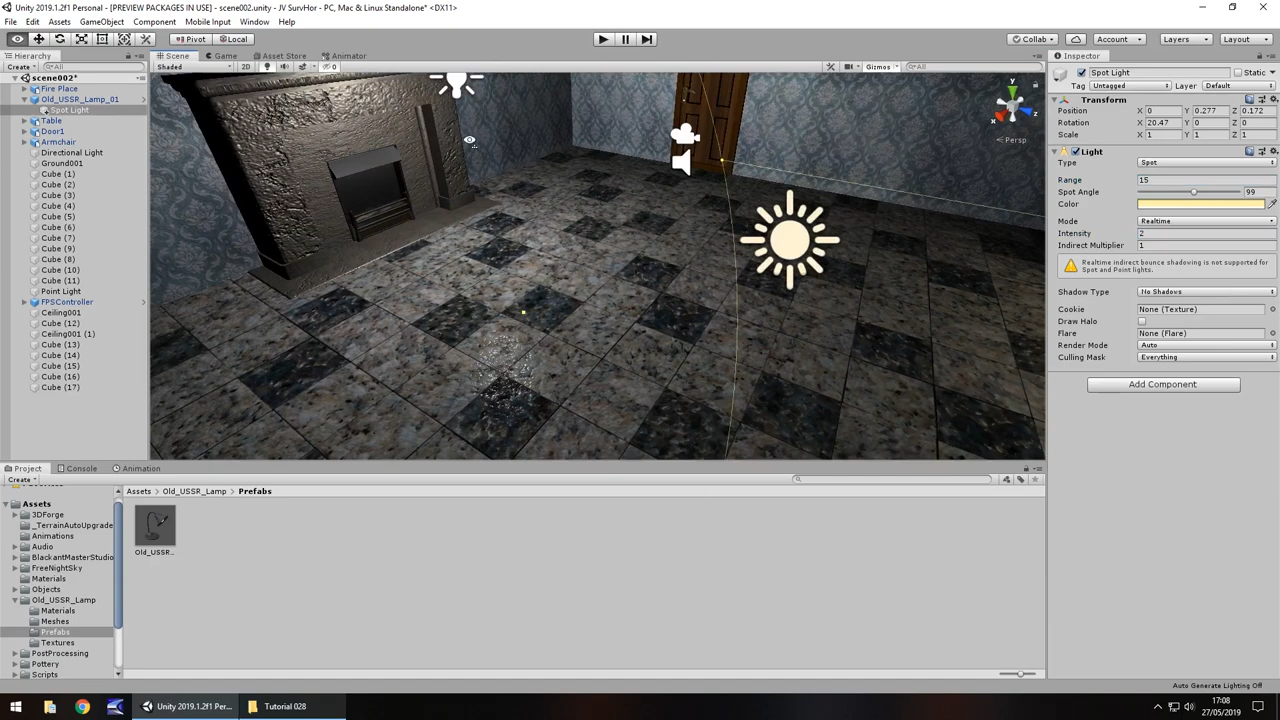 Unity 2019.1.2f1 Personal - [PREVIEW PACKAGES IN USE] - scene002.unity - JV SurvHor - PC, Mac & Linux Standalone* <DX11>
File Edit Assets GameObject Component Mobile Input Window Help
Pivot Local Collab Account Layers Layout
Hierarchy Scene Game Asset Store Animator Inspector
Create All Shaded 2D 0 Gizmos All Spot Light Static
scene002*
Fire Place
Old_USSR_Lamp_01
Spot Light
Table
Door1
Armchair
Directional Light
Ground001
Cube (1)
Cube (2)
Cube (3)
Cube (4)
Cube (5)
Cube (6)
Cube (7)
Cube (9)
Cube (8)
Cube (10)
Cube (11)
Point Light
FPSController
Ceiling001
Cube (12)
Ceiling001 (1)
Cube (13)
Cube (14)
Cube (15)
Cube (16)
Cube (17)
y
x
z
Persp
Tag Untagged Layer Default
Transform
Position X 0 Y 0.277 Z 0.172
Rotation X 20.47 Y 0 Z 0
Scale X 1 Y 1 Z 1
Light
Type Spot
Range 15
Spot Angle 99
Color
Mode Realtime
Intensity 2
Indirect Multiplier 1
Realtime indirect bounce shadowing is not supported for
Spot and Point lights.
Shadow Type No Shadows
Cookie None (Texture)
Draw Halo
Flare None (Flare)
Render Mode Auto
Culling Mask Everything
Add Component
Project Console Animation
Create
Assets
3DForge
_TerrainAutoUpgrade
Animations
Audio
BlackantMasterStudio
FreeNightSky
Materials
Objects
Old_USSR_Lamp
Materials
Meshes
Prefabs
Textures
PostProcessing
Pottery
Scripts
Assets Old_USSR_Lamp Prefabs
Old_USSR...
Auto Generate Lighting Off
Unity 2019.1.2f1 Per... Tutorial 028
17:08
27/05/2019